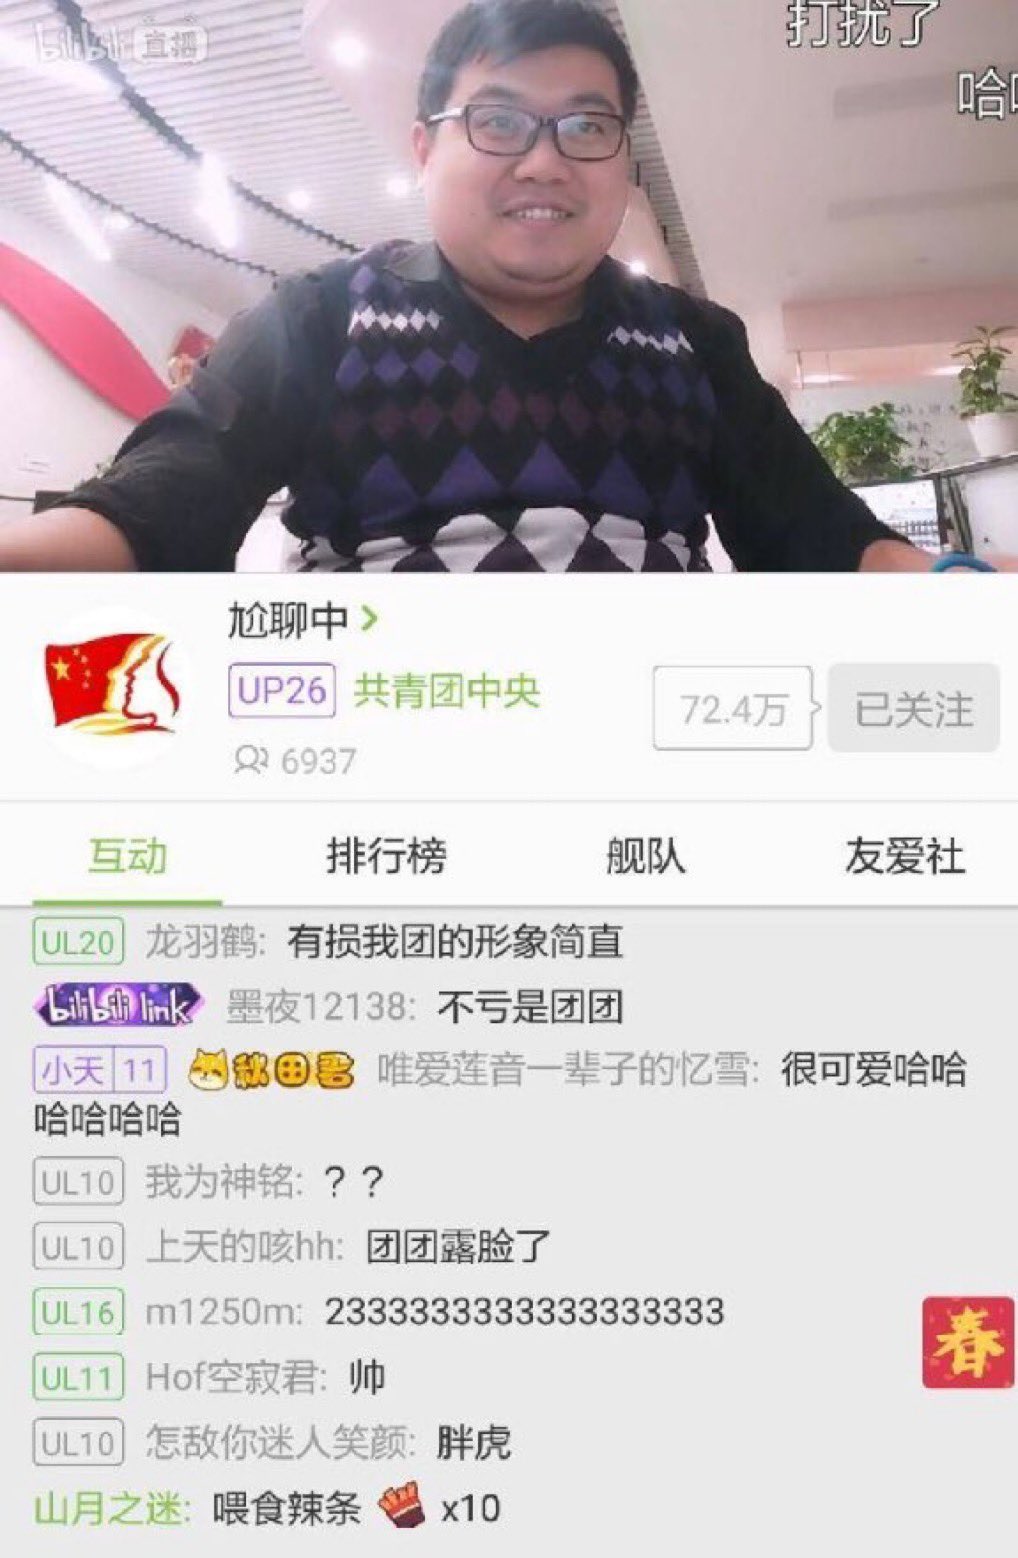 bilibili 直播
打扰了
哈
尬聊中
UP26 共青团中央
72.4万
已关注
6937
互动 排行榜 舰队 友爱社
UL20 龙羽鹤: 有损我团的形象简直
bilibili link 墨夜12138: 不亏是团团
小天 11 秋田君 唯爱莲音一辈子的忆雪: 很可爱哈哈
哈哈哈哈
UL10 我为神铭: ? ?
UL10 上天的咳hh: 团团露脸了
UL16 m1250m: 2333333333333333333
UL11 Hof空寂君: 帅
春
UL10 怎敌你迷人笑颜: 胖虎
山月之迷: 喂食辣条 x10